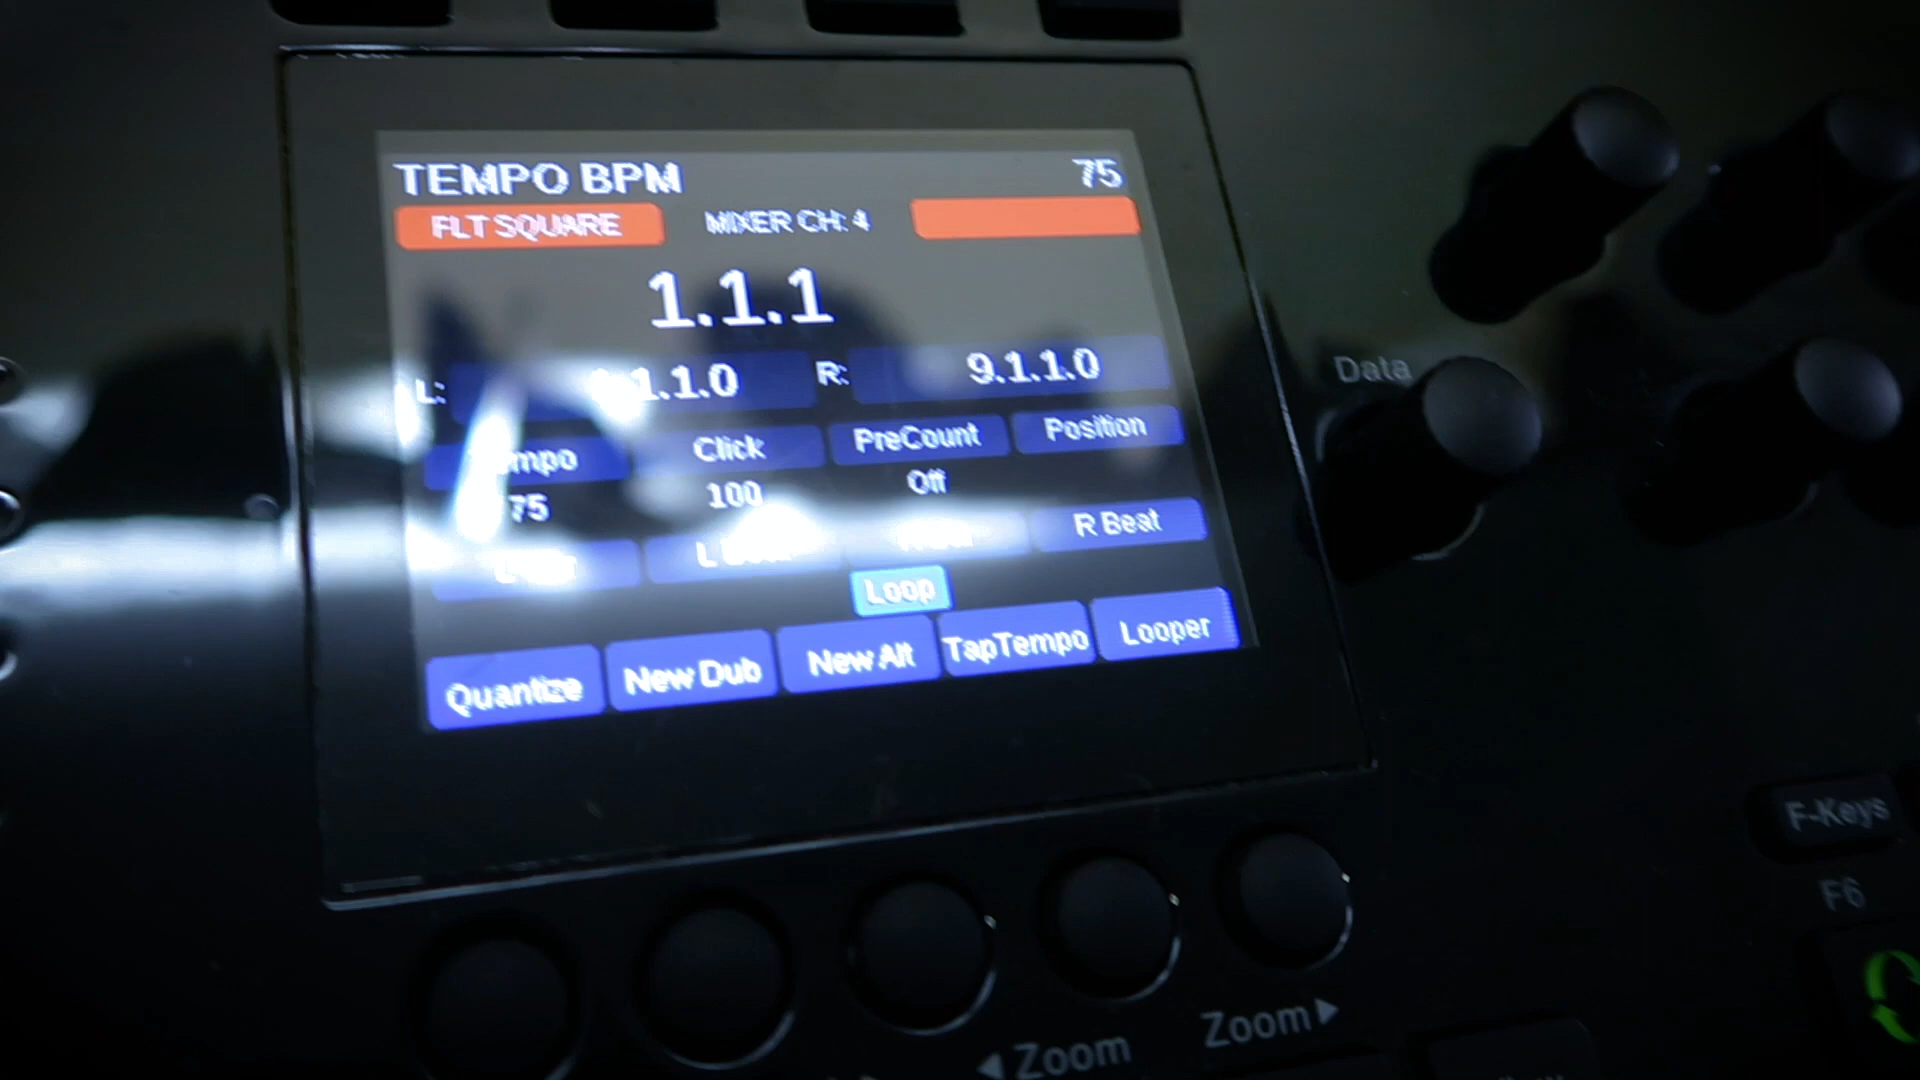 TEMPO BPM 75
FLT SQUARE MIXER CH: 4
1.1.1
L: 1.1.0 R: 9.1.1.0
Tempo Click PreCount Position
75 100 Off
R Beat
Loop
Quantize New Dub New Alt TapTempo Looper
Data
F-Keys
F6
Zoom Zoom